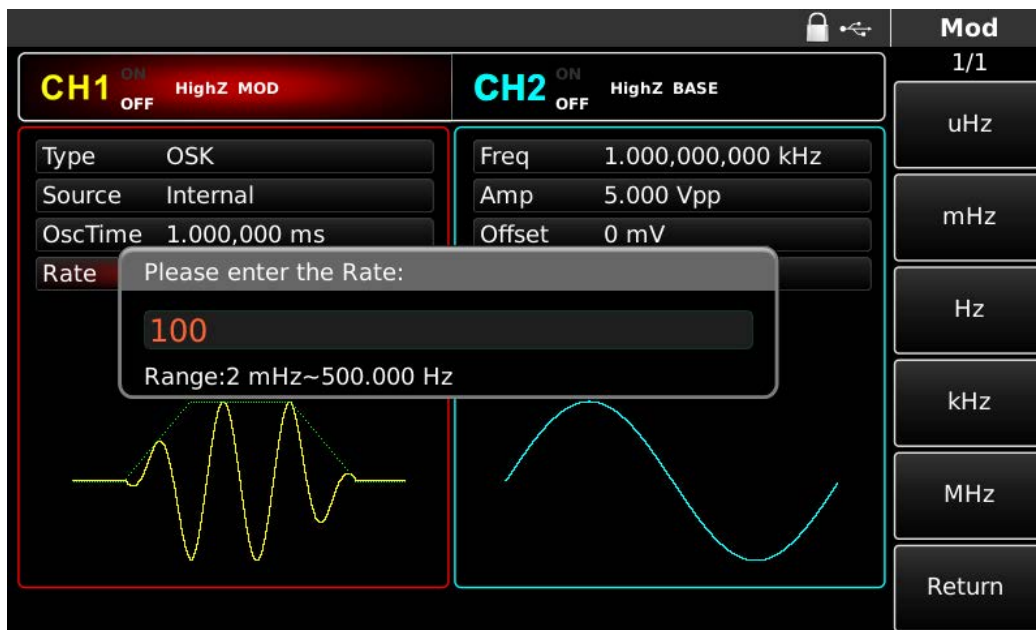 Mod
1/1
CH1 ON OFF HighZ MOD
CH2 ON OFF HighZ BASE
Type OSK
Source Internal
OscTime 1.000,000 ms
Rate
Freq 1.000,000,000 kHz
Amp 5.000 Vpp
Offset 0 mV
Please enter the Rate:
100
Range:2 mHz~500.000 Hz
uHz
mHz
Hz
kHz
MHz
Return